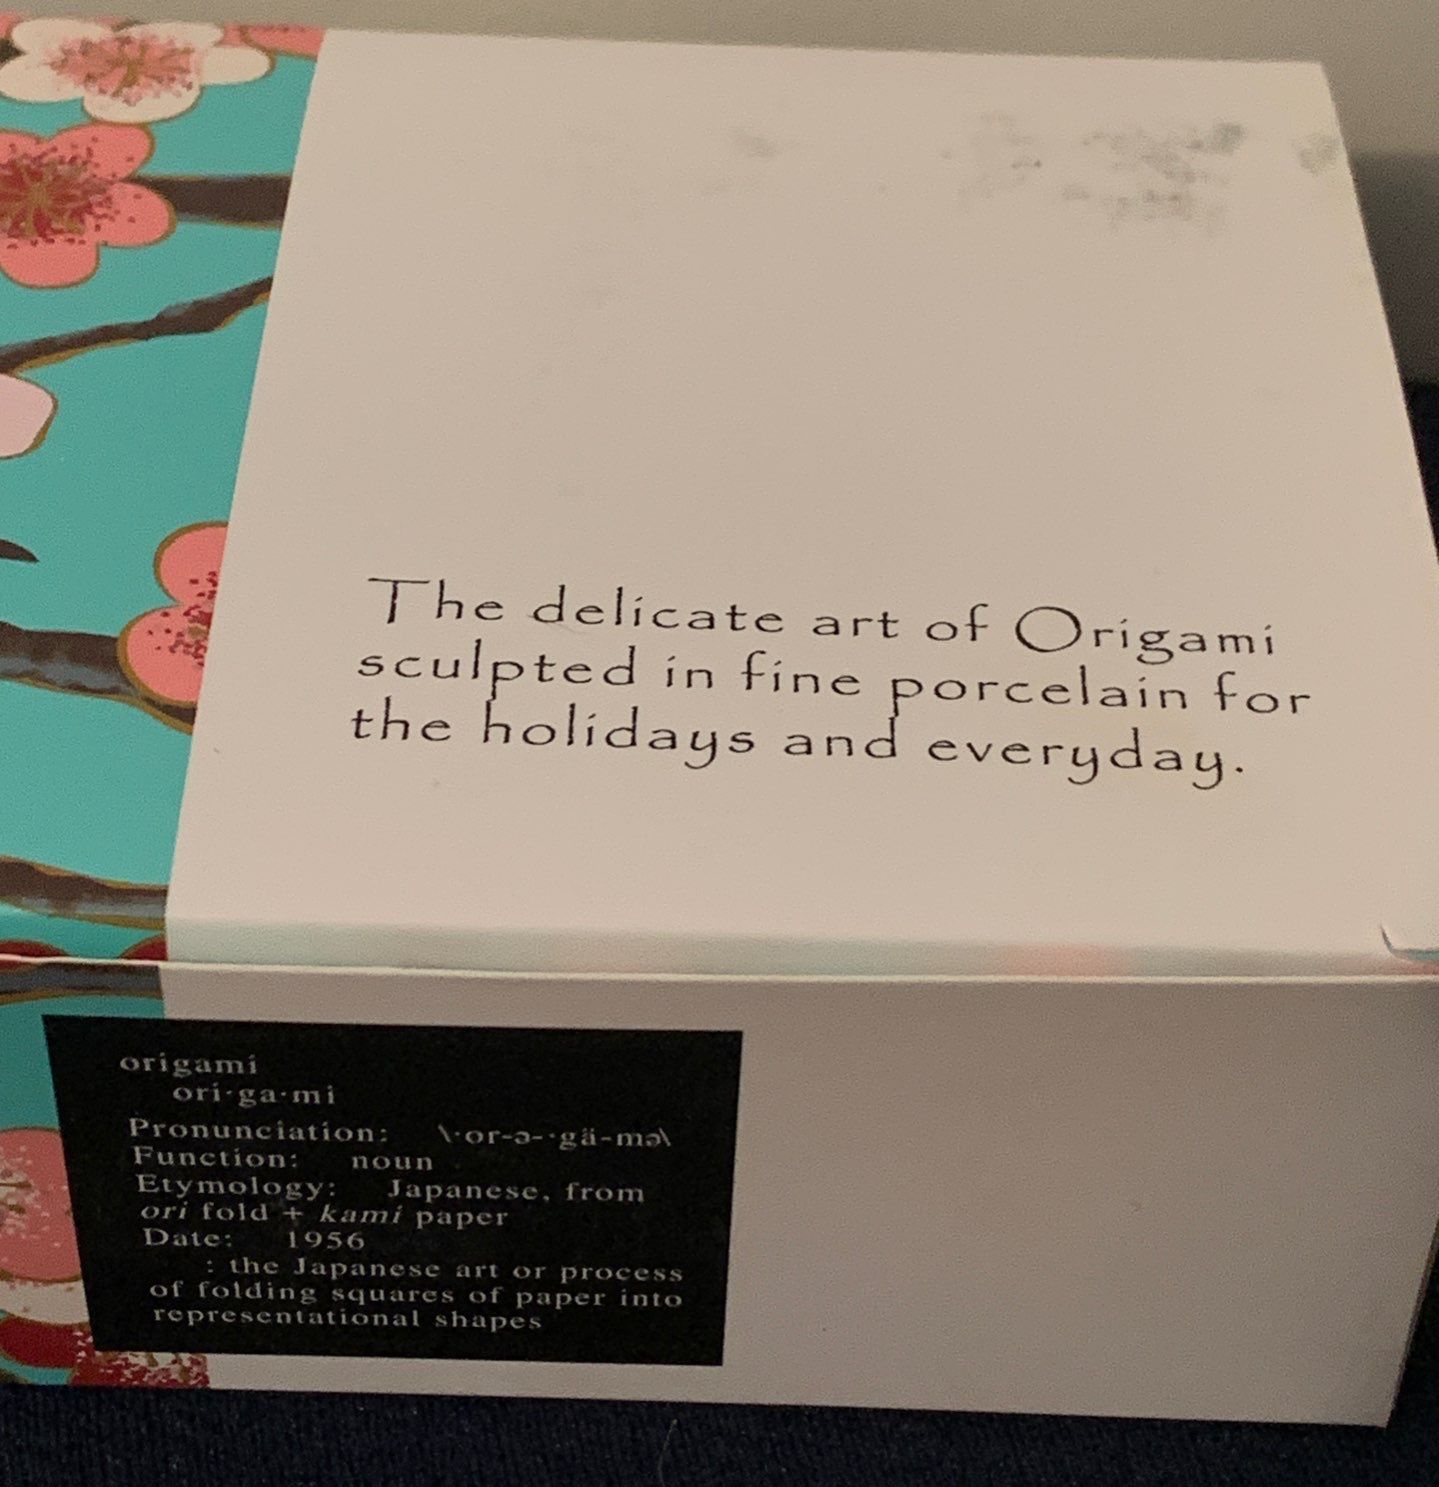 The delicate art of Origami
sculpted in fine porcelain for
the holidays and everyday.
origami
ori·ga·mi
Pronunciation: \ˈor-ə-ˈgä-mə\
Function: noun
Etymology: Japanese, from
ori fold + kami paper
Date: 1956
: the Japanese art or process
of folding squares of paper into
representational shapes